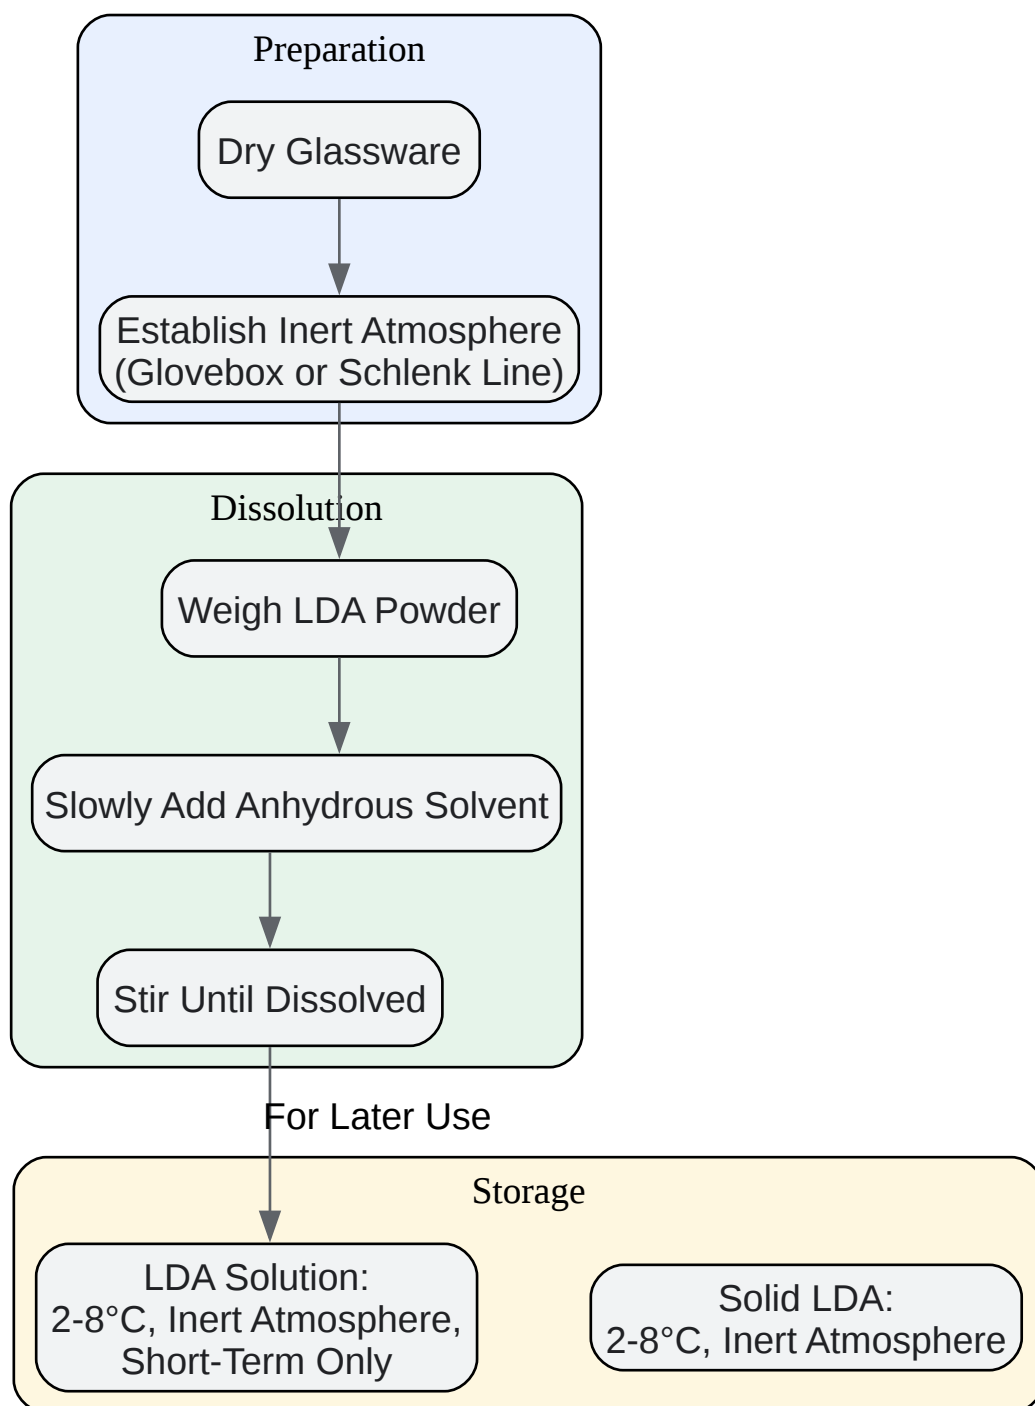 Preparation
Dry Glassware
Establish Inert Atmosphere
(Glovebox or Schlenk Line)
Dissolution
Weigh LDA Powder
Slowly Add Anhydrous Solvent
Stir Until Dissolved
For Later Use
Storage
LDA Solution:
2-8°C, Inert Atmosphere,
Short-Term Only
Solid LDA:
2-8°C, Inert Atmosphere